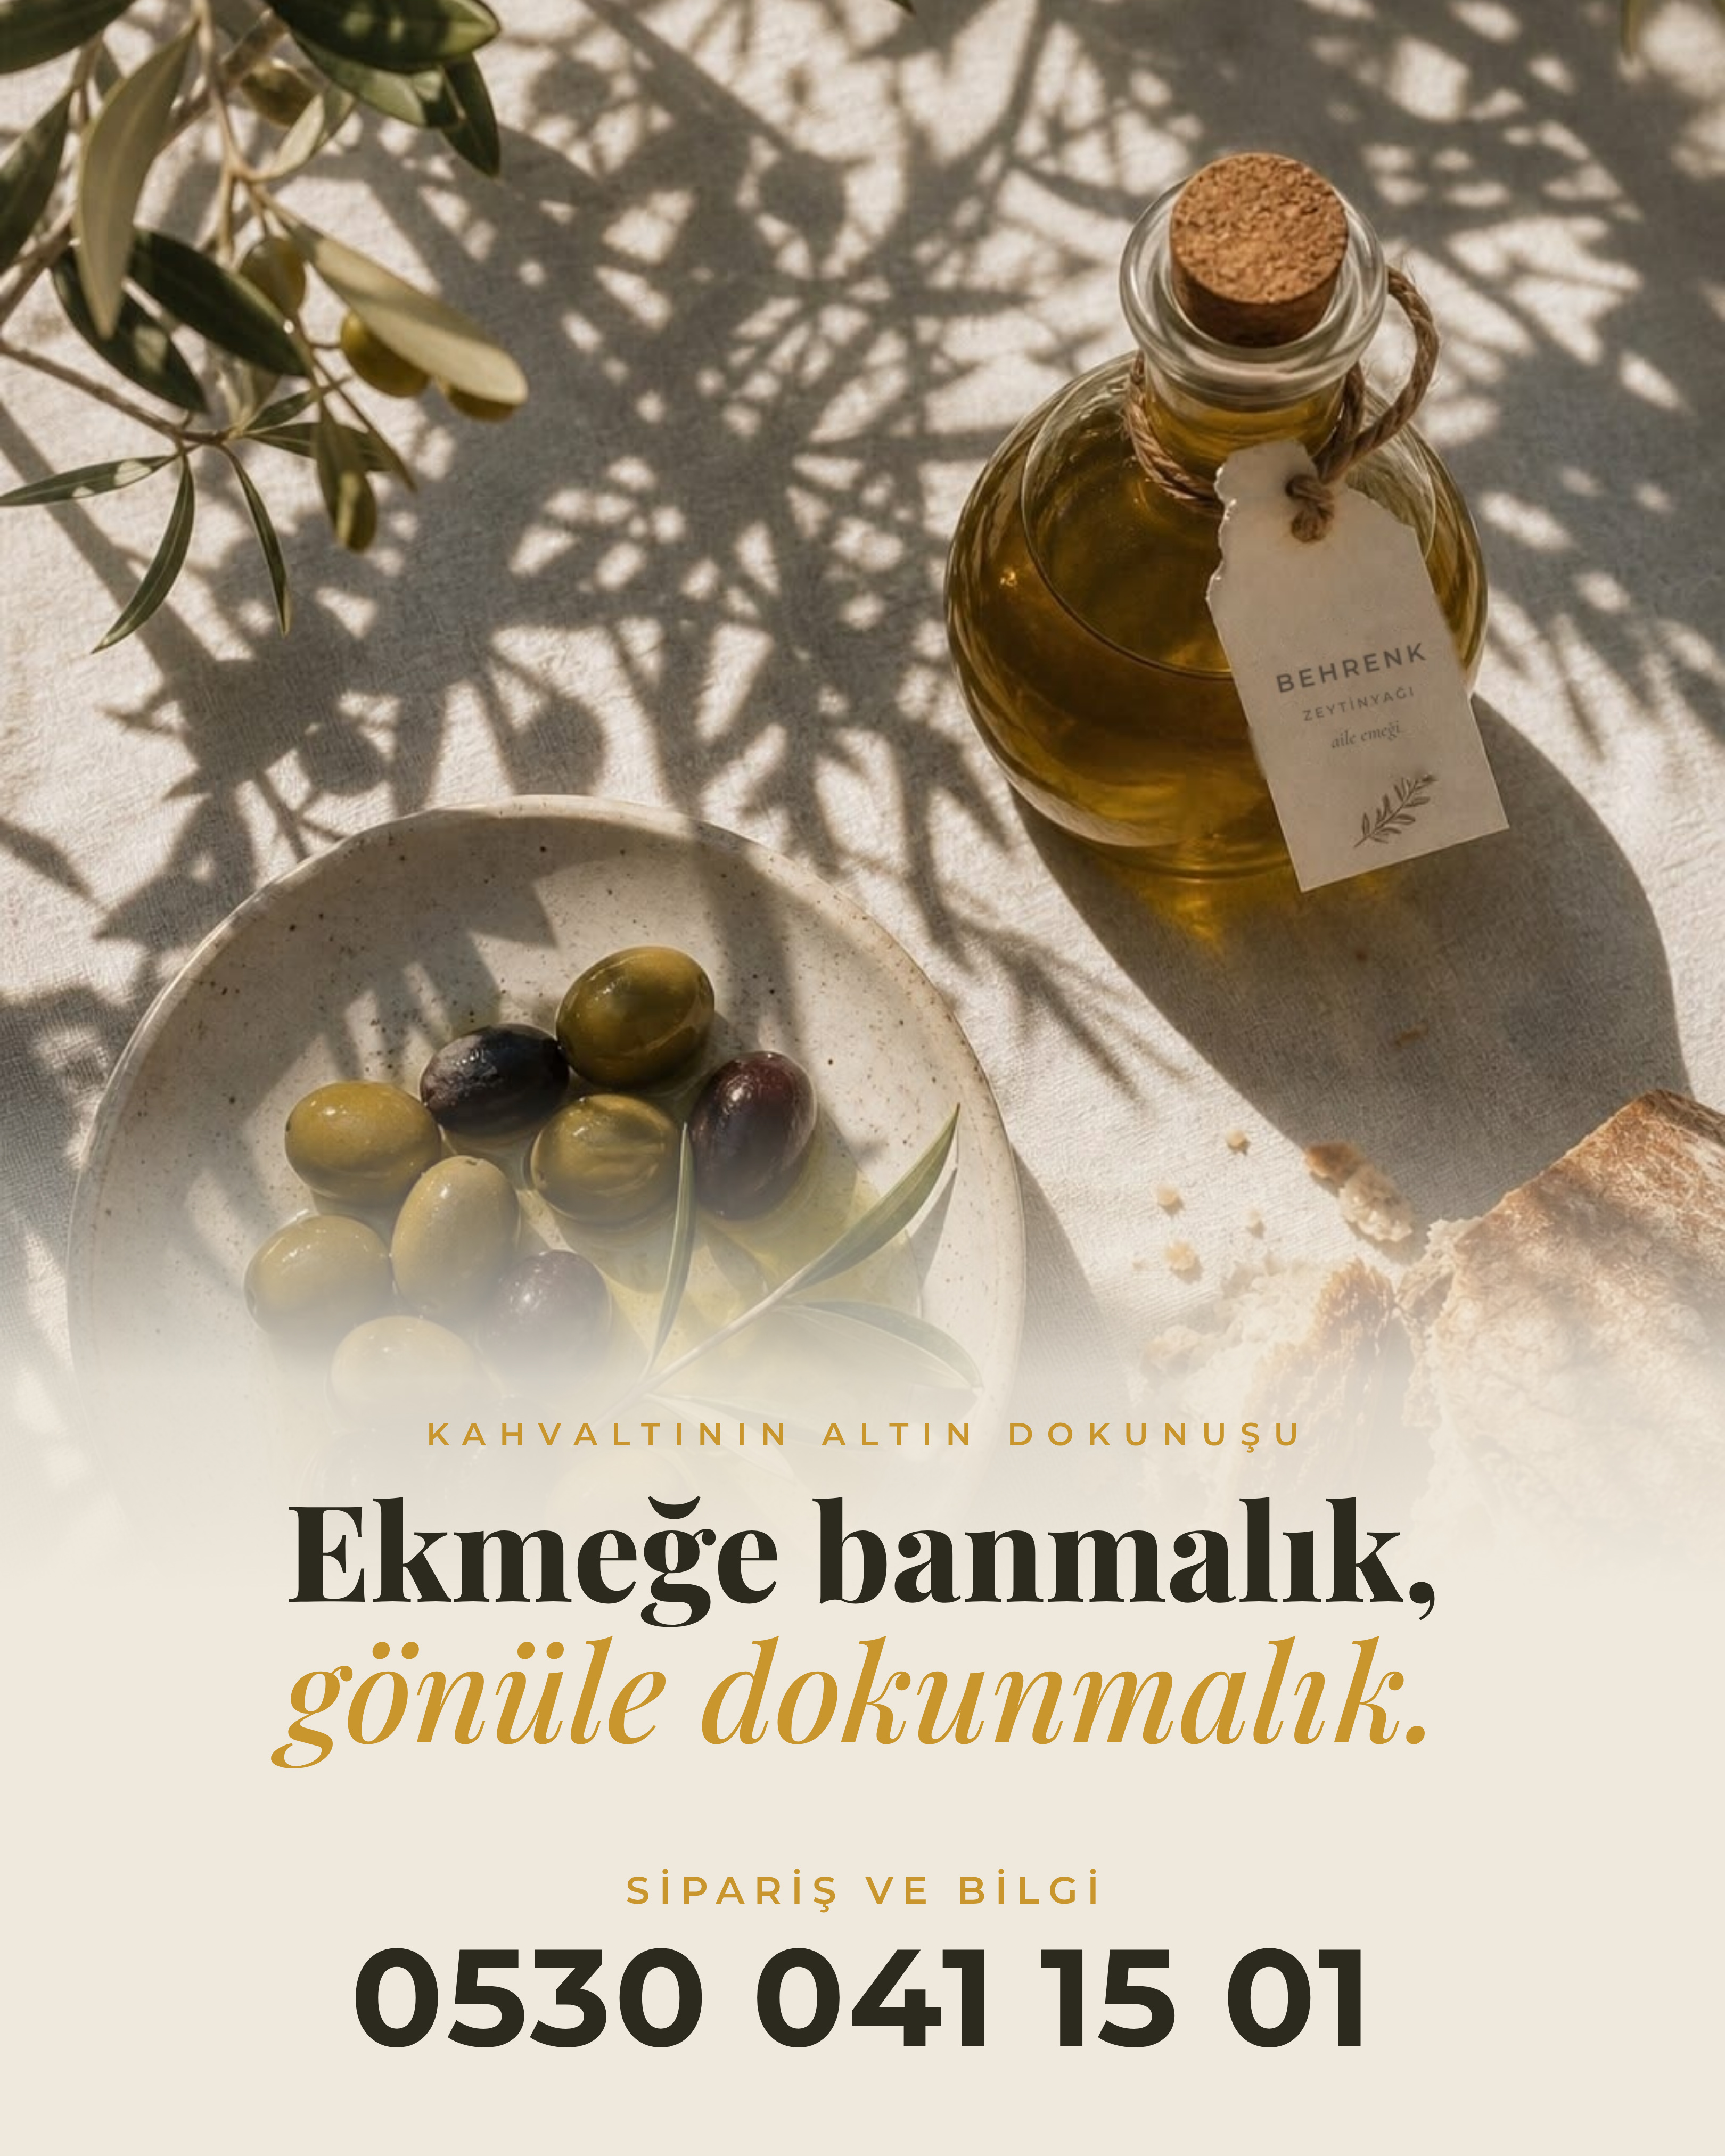 BEHRENK
ZEYTİNYAĞI
aile emeği
KAHVALTININ ALTIN DOKUNUŞU
Ekmeğe banmalık,
gönüle dokunmalık.
SİPARİŞ VE BİLGİ
0530 041 15 01